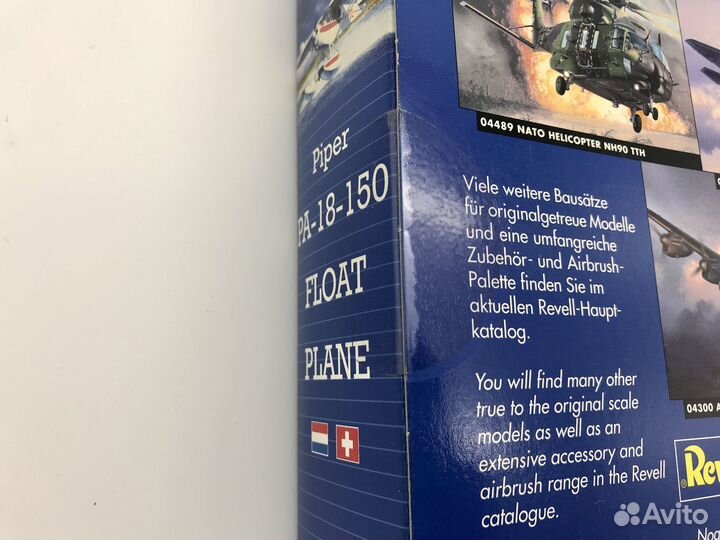 Piper
PA-18-150
FLOAT
PLANE
04489 NATO HELICOPTER NH90 TTH
Viele weitere Bausätze
für originalgetreue Modelle
und eine umfangreiche
Zubehör- und Airbrush-
Palette finden Sie im
aktuellen Revell-Haupt-
katalog.
You will find many other
true to the original scale
models as well as an
extensive accessory and
airbrush range in the Revell
catalogue.
04300
®
Avito